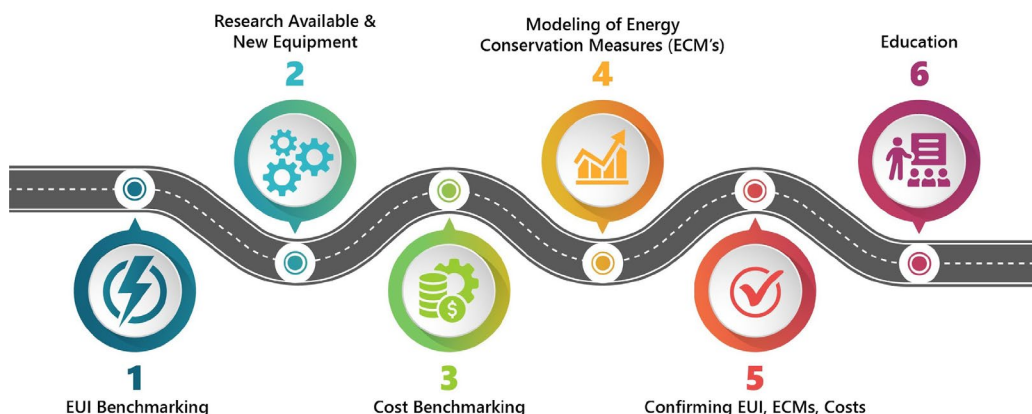 1
EUI Benchmarking
Research Available &
New Equipment
2
$
3
Cost Benchmarking
Modeling of Energy
Conservation Measures (ECM's)
4
5
Confirming EUI, ECMs, Costs
Education
6